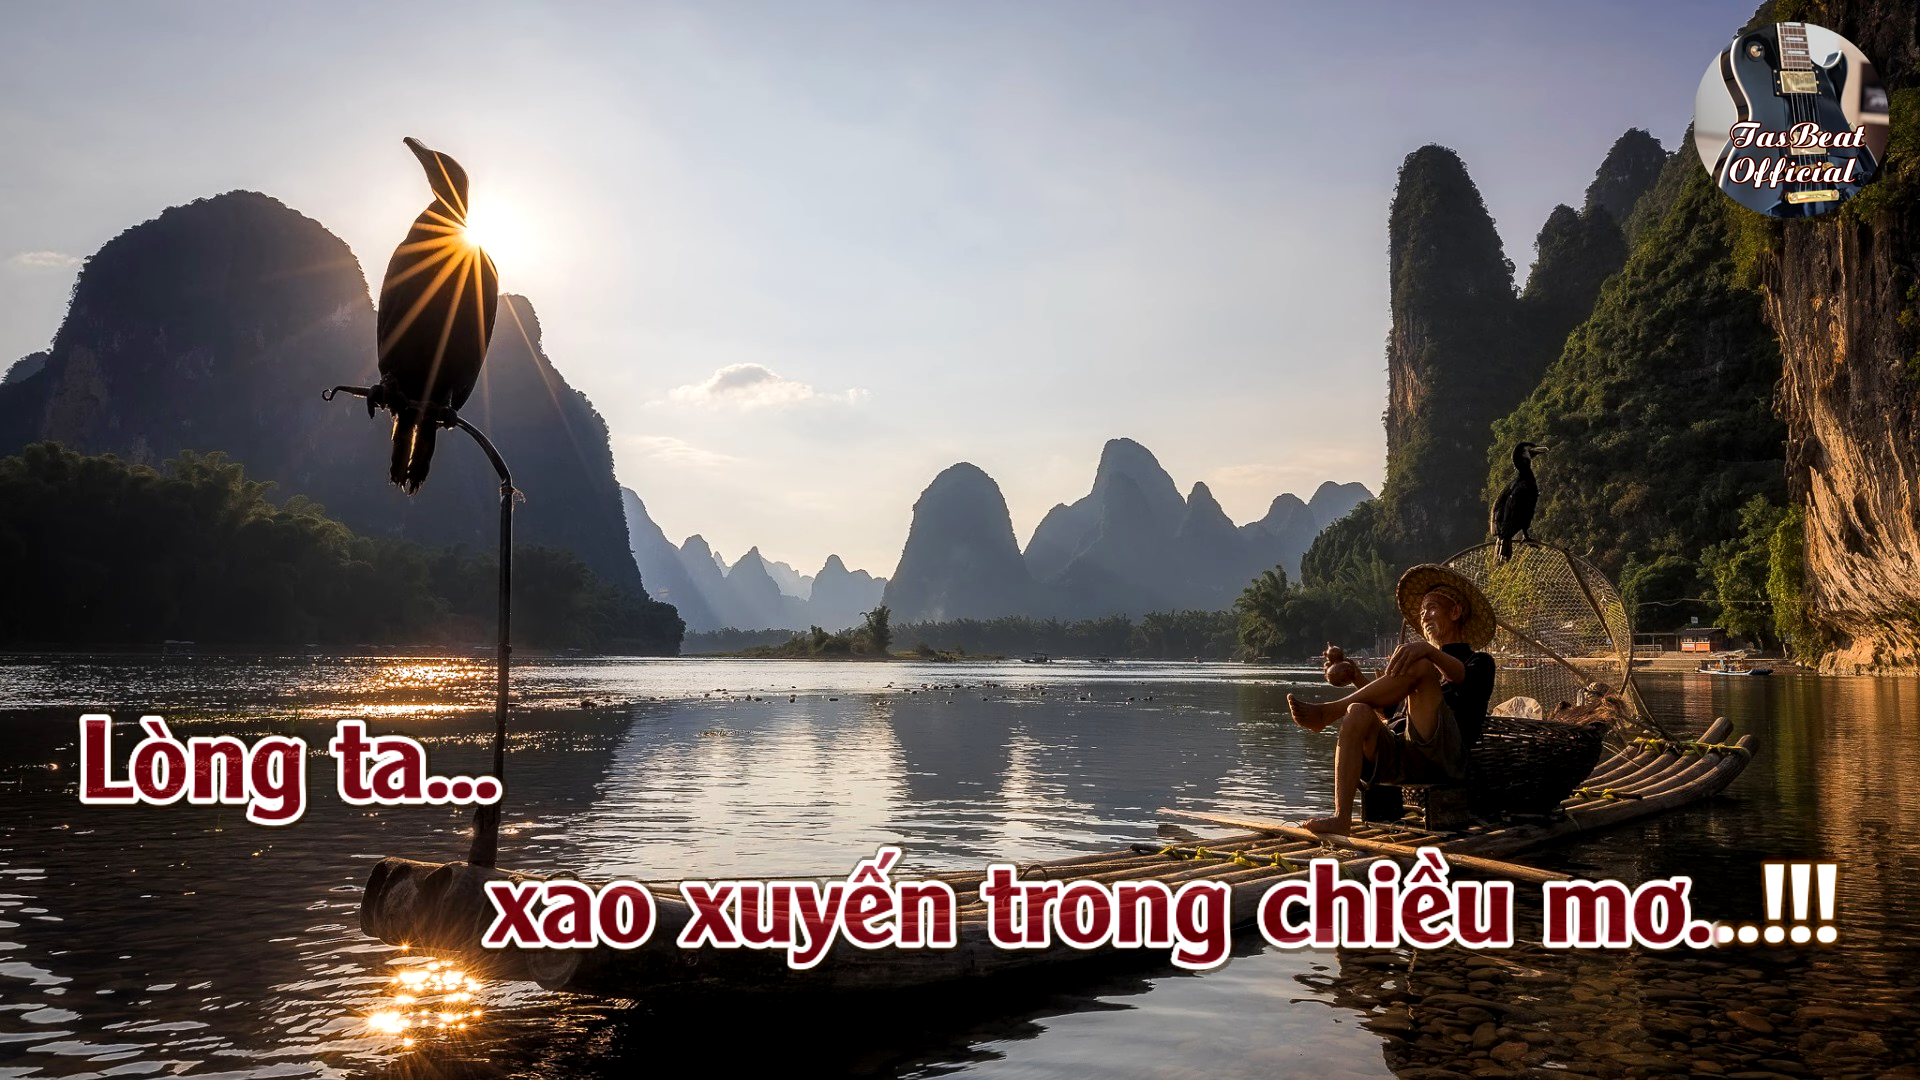 TasBeat
Official
Lòng ta...
xao xuyến trong chiều mơ...!!!